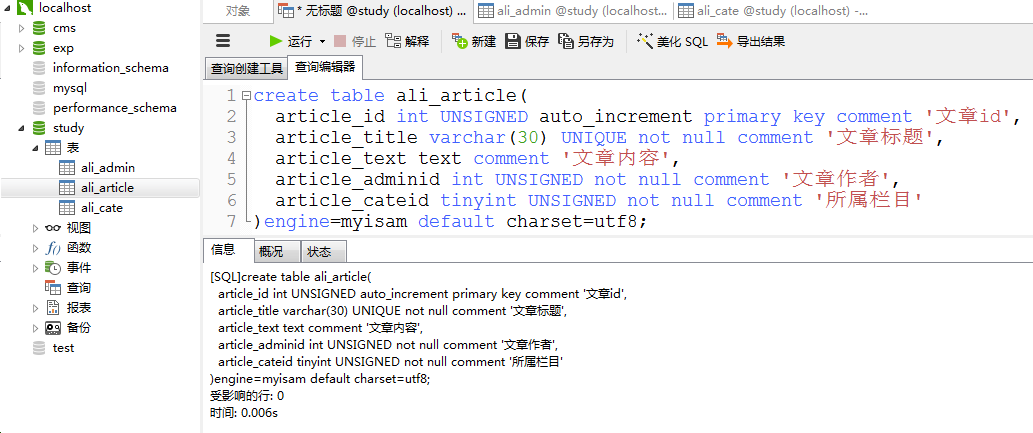 localhost
cms
exp
information_schema
mysql
performance_schema
study
表
ali_admin
ali_article
ali_cate
视图
函数
事件
查询
报表
备份
test
对象
* 无标题 @study (localhost) ...
ali_admin @study (localhost...
ali_cate @study (localhost) -...
运行
停止
解释
新建
保存
另存为
美化 SQL
导出结果
查询创建工具
查询编辑器
1 create table ali_article(
2 article_id int UNSIGNED auto_increment primary key comment '文章id',
3 article_title varchar(30) UNIQUE not null comment '文章标题',
4 article_text text comment '文章内容',
5 article_adminid int UNSIGNED not null comment '文章作者',
6 article_cateid tinyint UNSIGNED not null comment '所属栏目'
7 )engine=myisam default charset=utf8;
信息
概况
状态
[SQL]create table ali_article(
article_id int UNSIGNED auto_increment primary key comment '文章id',
article_title varchar(30) UNIQUE not null comment '文章标题',
article_text text comment '文章内容',
article_adminid int UNSIGNED not null comment '文章作者',
article_cateid tinyint UNSIGNED not null comment '所属栏目'
)engine=myisam default charset=utf8;
受影响的行: 0
时间: 0.006s